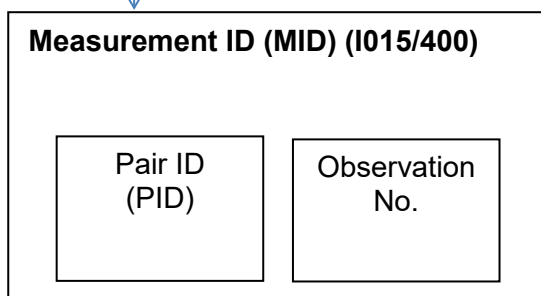 Measurement ID (MID) (I015/400)
Pair ID
(PID)
Observation
No.